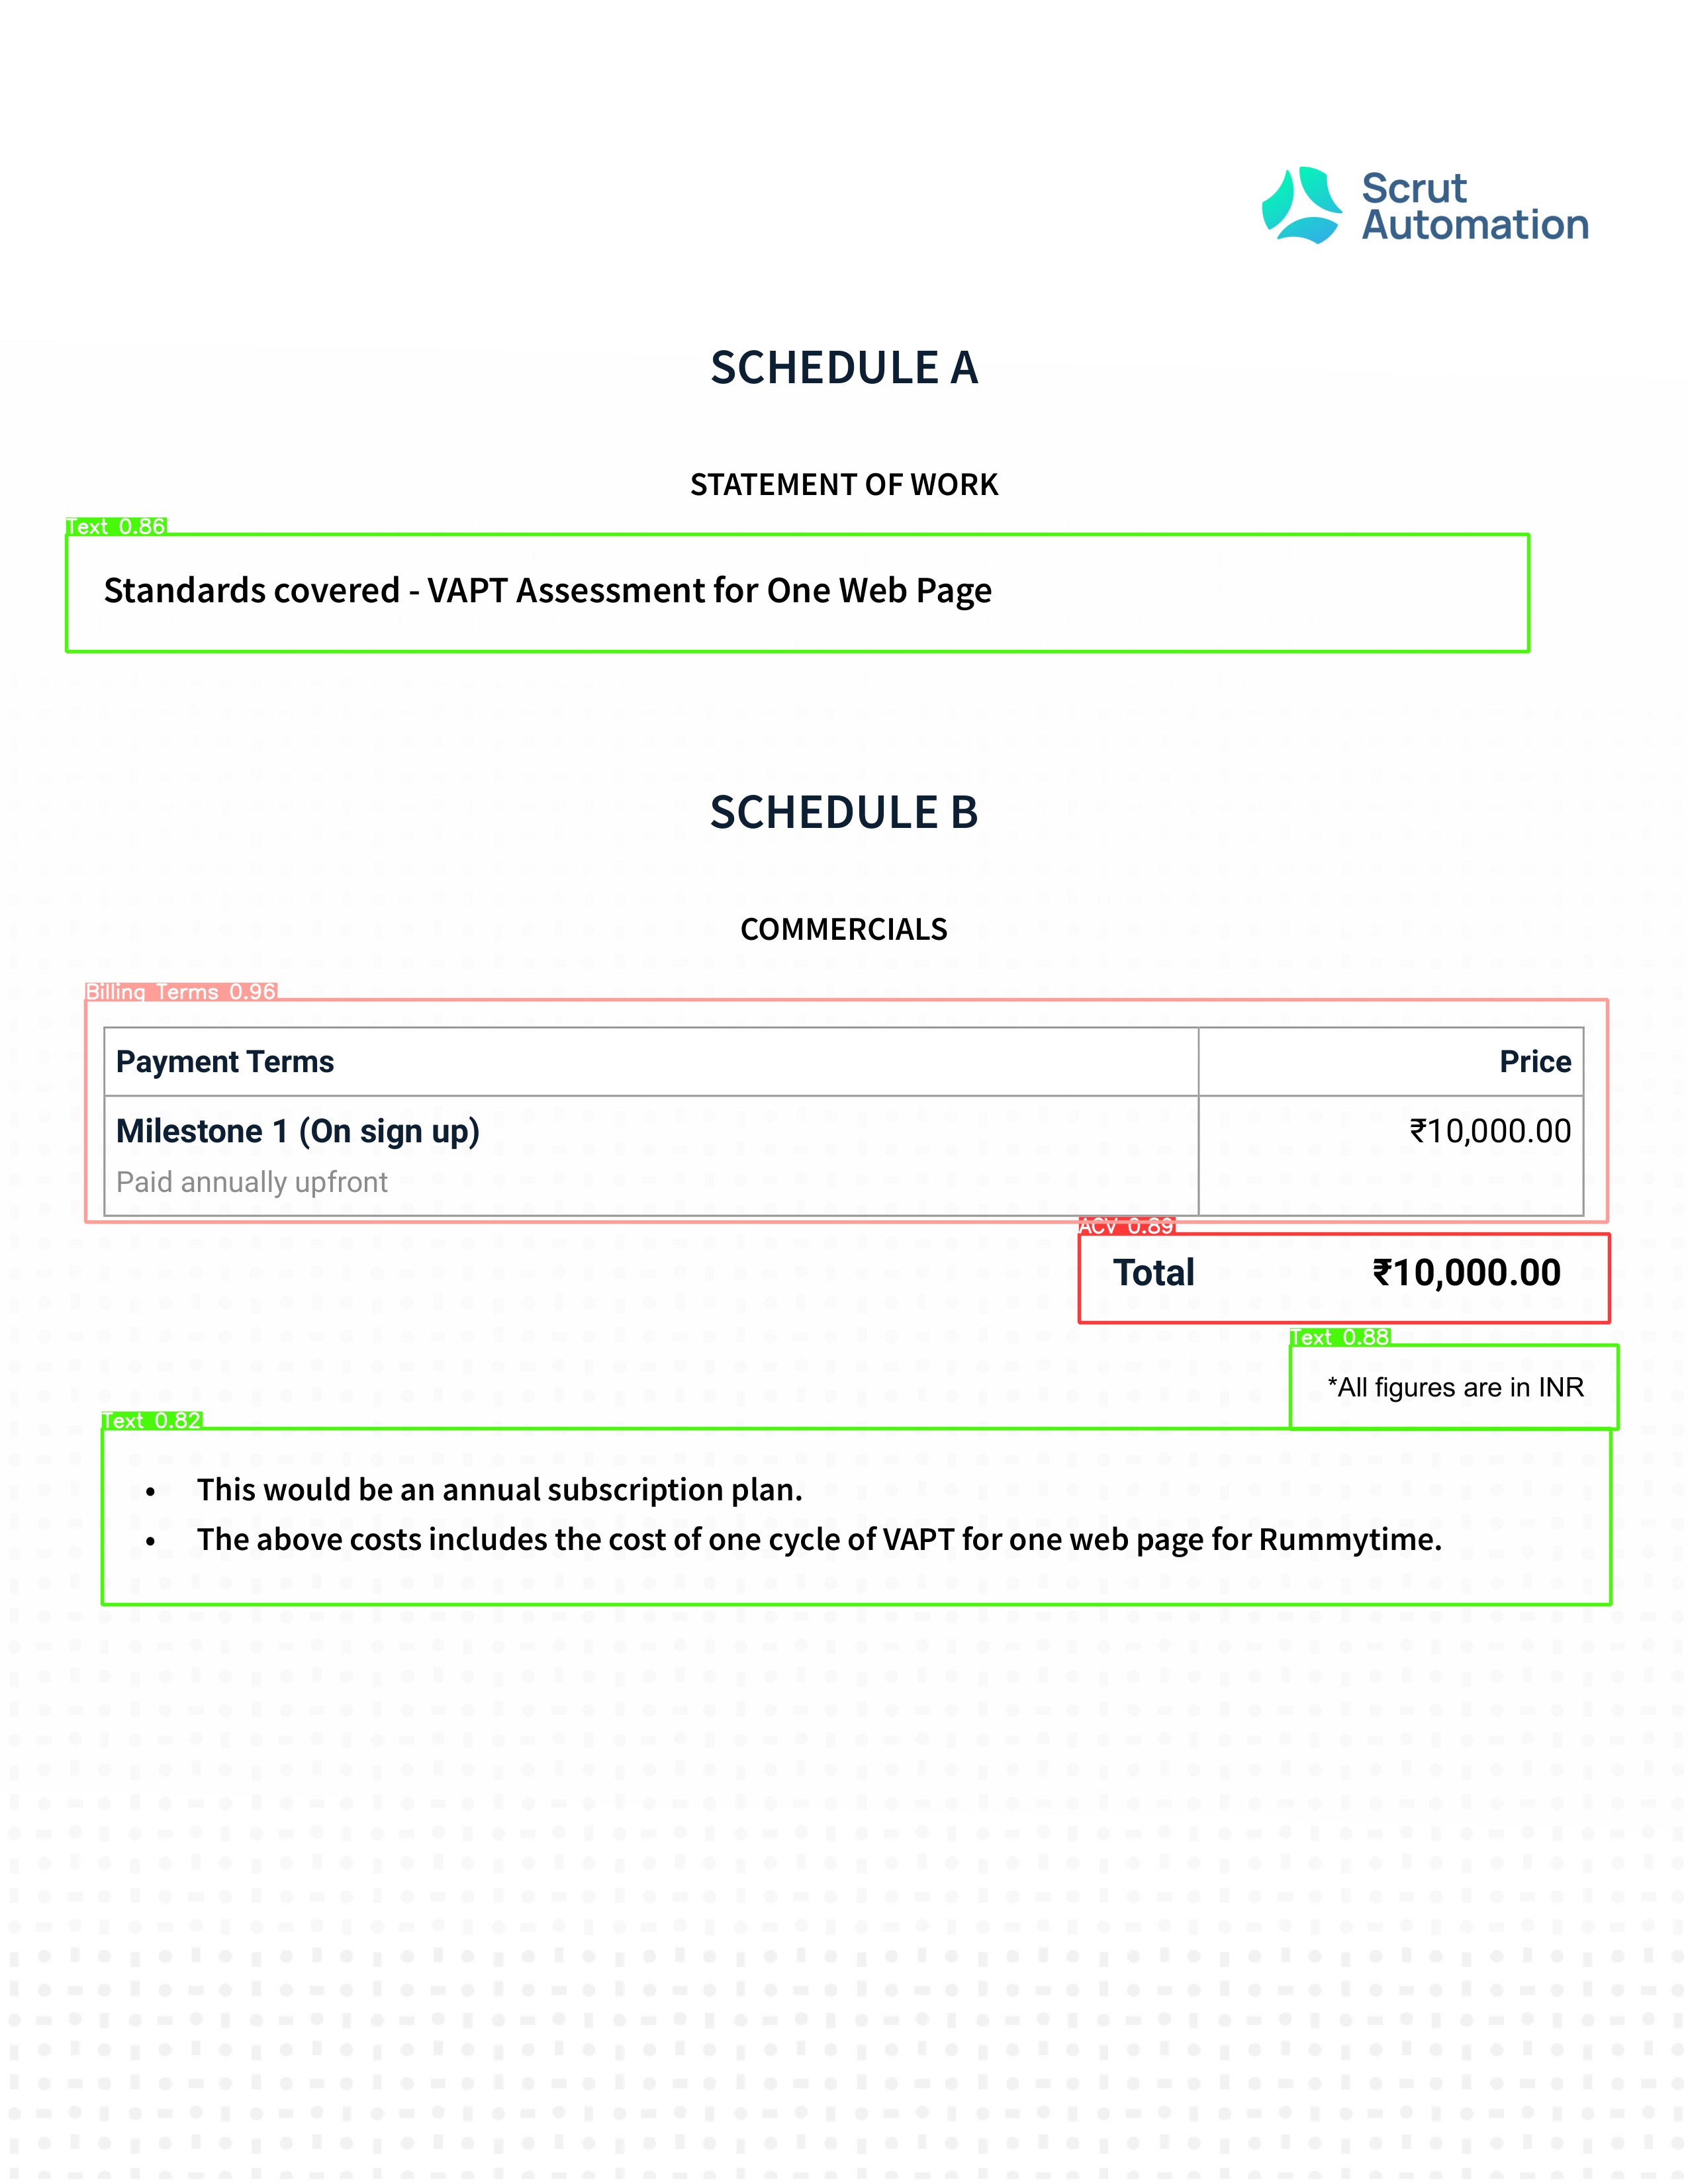 Scrut
Automation
SCHEDULE A
STATEMENT OF WORK
Text 0.86
Standards covered - VAPT Assessment for One Web Page
SCHEDULE B
COMMERCIALS
Billing Terms 0.96
Payment Terms Price
Milestone 1 (On sign up) ₹10,000.00
Paid annually upfront
ACV 0.89
Total ₹10,000.00
Text 0.88
*All figures are in INR
Text 0.82
• This would be an annual subscription plan.
• The above costs includes the cost of one cycle of VAPT for one web page for Rummytime.